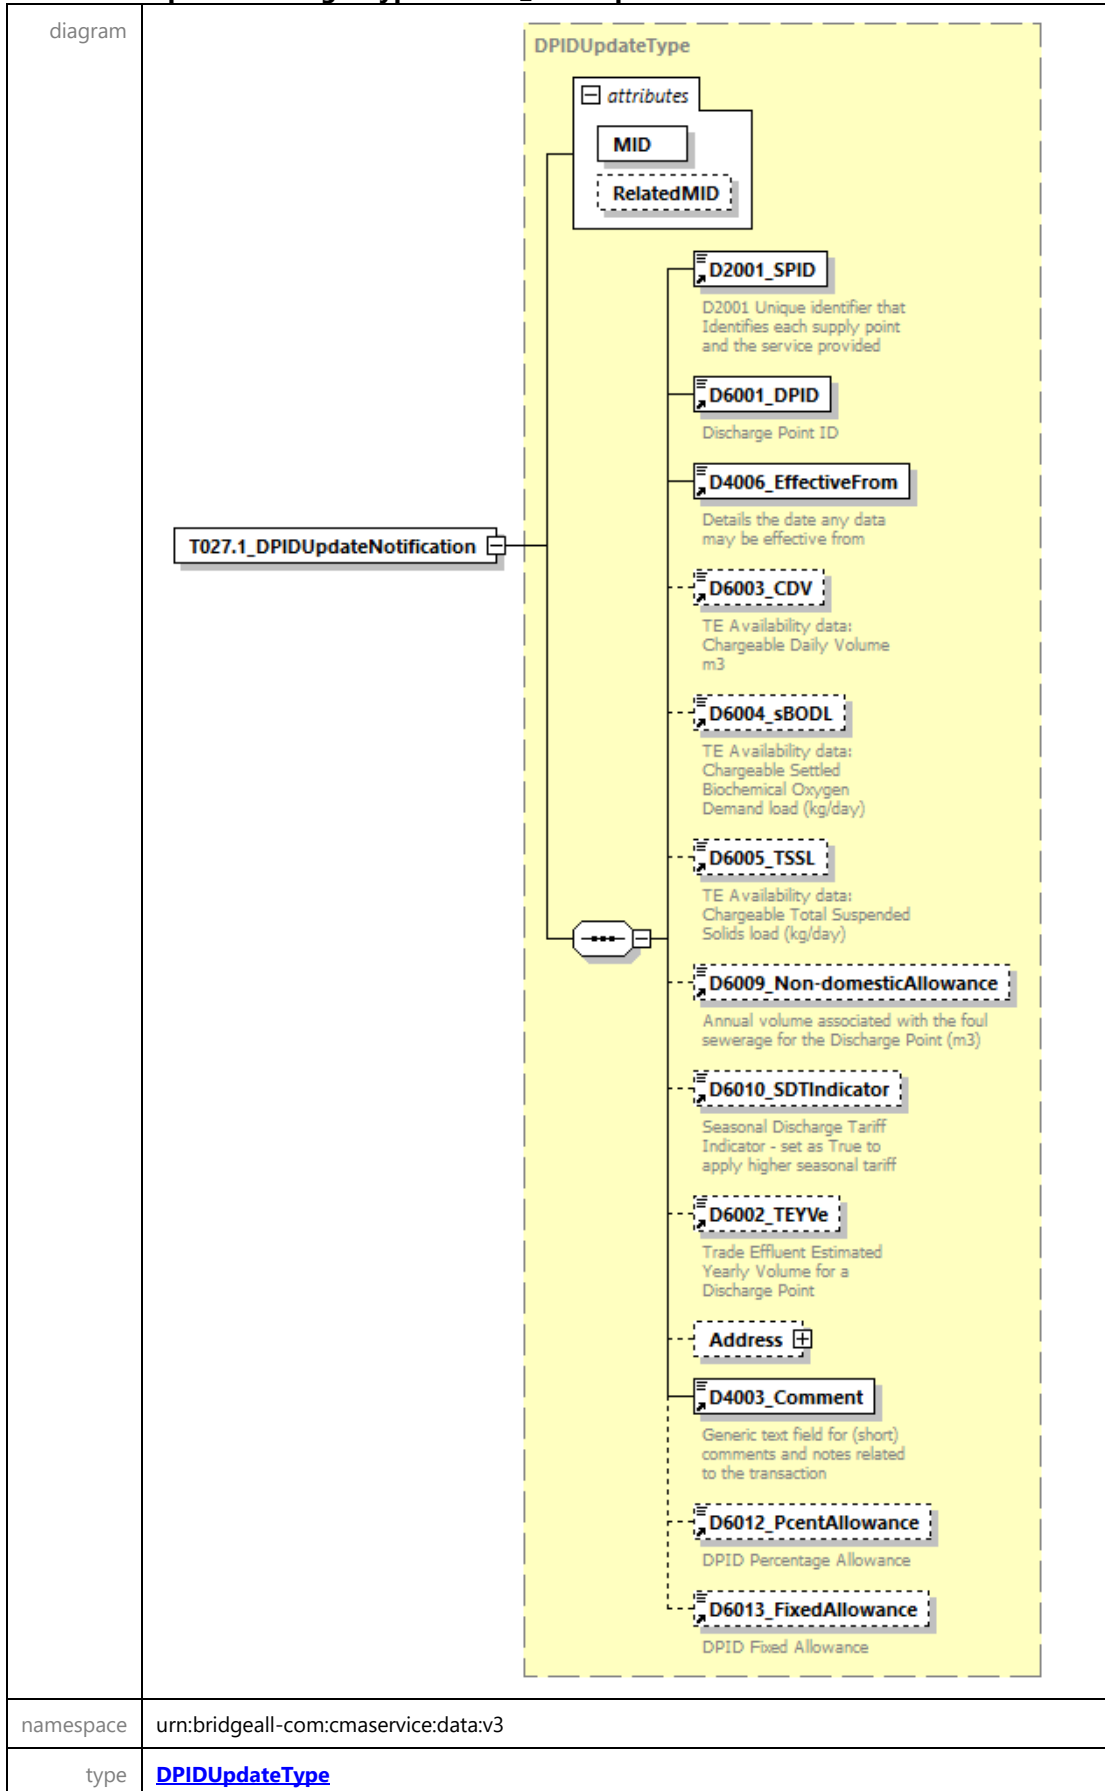 diagram
DPIDUpdateType
attributes
MID
RelatedMID
D2001_SPID
D2001 Unique identifier that
Identifies each supply point
and the service provided
D6001_DPID
Discharge Point ID
D4006_EffectiveFrom
Details the date any data
may be effective from
T027.1_DPIDUpdateNotification
D6003_CDV
TE Availability data:
Chargeable Daily Volume
m3
D6004_sBODL
TE Availability data:
Chargeable Settled
Biochemical Oxygen
Demand load (kg/day)
D6005_TSSL
TE Availability data:
Chargeable Total Suspended
Solids load (kg/day)
D6009_Non-domesticAllowance
Annual volume associated with the foul
sewerage for the Discharge Point (m3)
D6010_SDTIndicator
Seasonal Discharge Tariff
Indicator - set as True to
apply higher seasonal tariff
D6002_TEYVe
Trade Effluent Estimated
Yearly Volume for a
Discharge Point
Address
D4003_Comment
Generic text field for (short)
comments and notes related
to the transaction
D6012_PcentAllowance
DPID Percentage Allowance
D6013_FixedAllowance
DPID Fixed Allowance
namespace
urn:bridgeall-com:cmaservice:data:v3
type
DPIDUpdateType